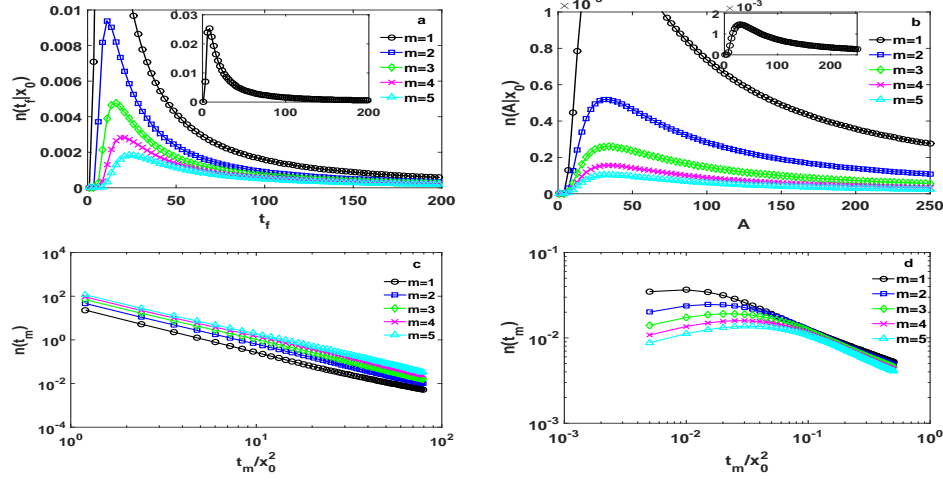 a
0.01
0.008
0.006
0.004
0.002
0
n(t_f|x_0)
0 50 100 150 200
t_f
0.03
0.02
0.01
0
0 100 200
m=1
m=2
m=3
m=4
m=5
b
1
0.8
0.6
0.4
0.2
0
n(A|x_0)
0 50 100 150 200 250
A
×10^-3
2
1
0
0 100 200
m=1
m=2
m=3
m=4
m=5
c
10^4
10^2
10^0
10^-2
10^-4
n(t_m)
10^0 10^1 10^2
t_m/x_0^2
m=1
m=2
m=3
m=4
m=5
d
10^-1
10^-2
10^-3
n(t_m)
10^-3 10^-2 10^-1 10^0
t_m/x_0^2
m=1
m=2
m=3
m=4
m=5